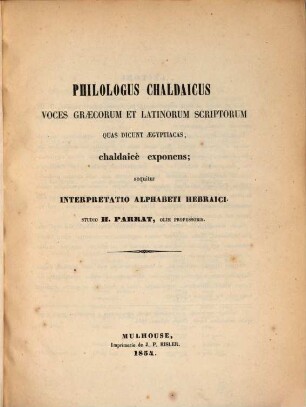 PHILOLOGUS CHALDAICUS
VOCES GRÆCORUM ET LATINORUM SCRIPTORUM
QUAS DICUNT ÆGYPTIACAS,
chaldaicè exponens;
sequitur
INTERPRETATIO ALPHABETI HEBRAICI.
STUDIO H. PARRAT, OLIM PROFESSORIS.
MULHOUSE,
Imprimerie de J. P. RISLER.
1854.